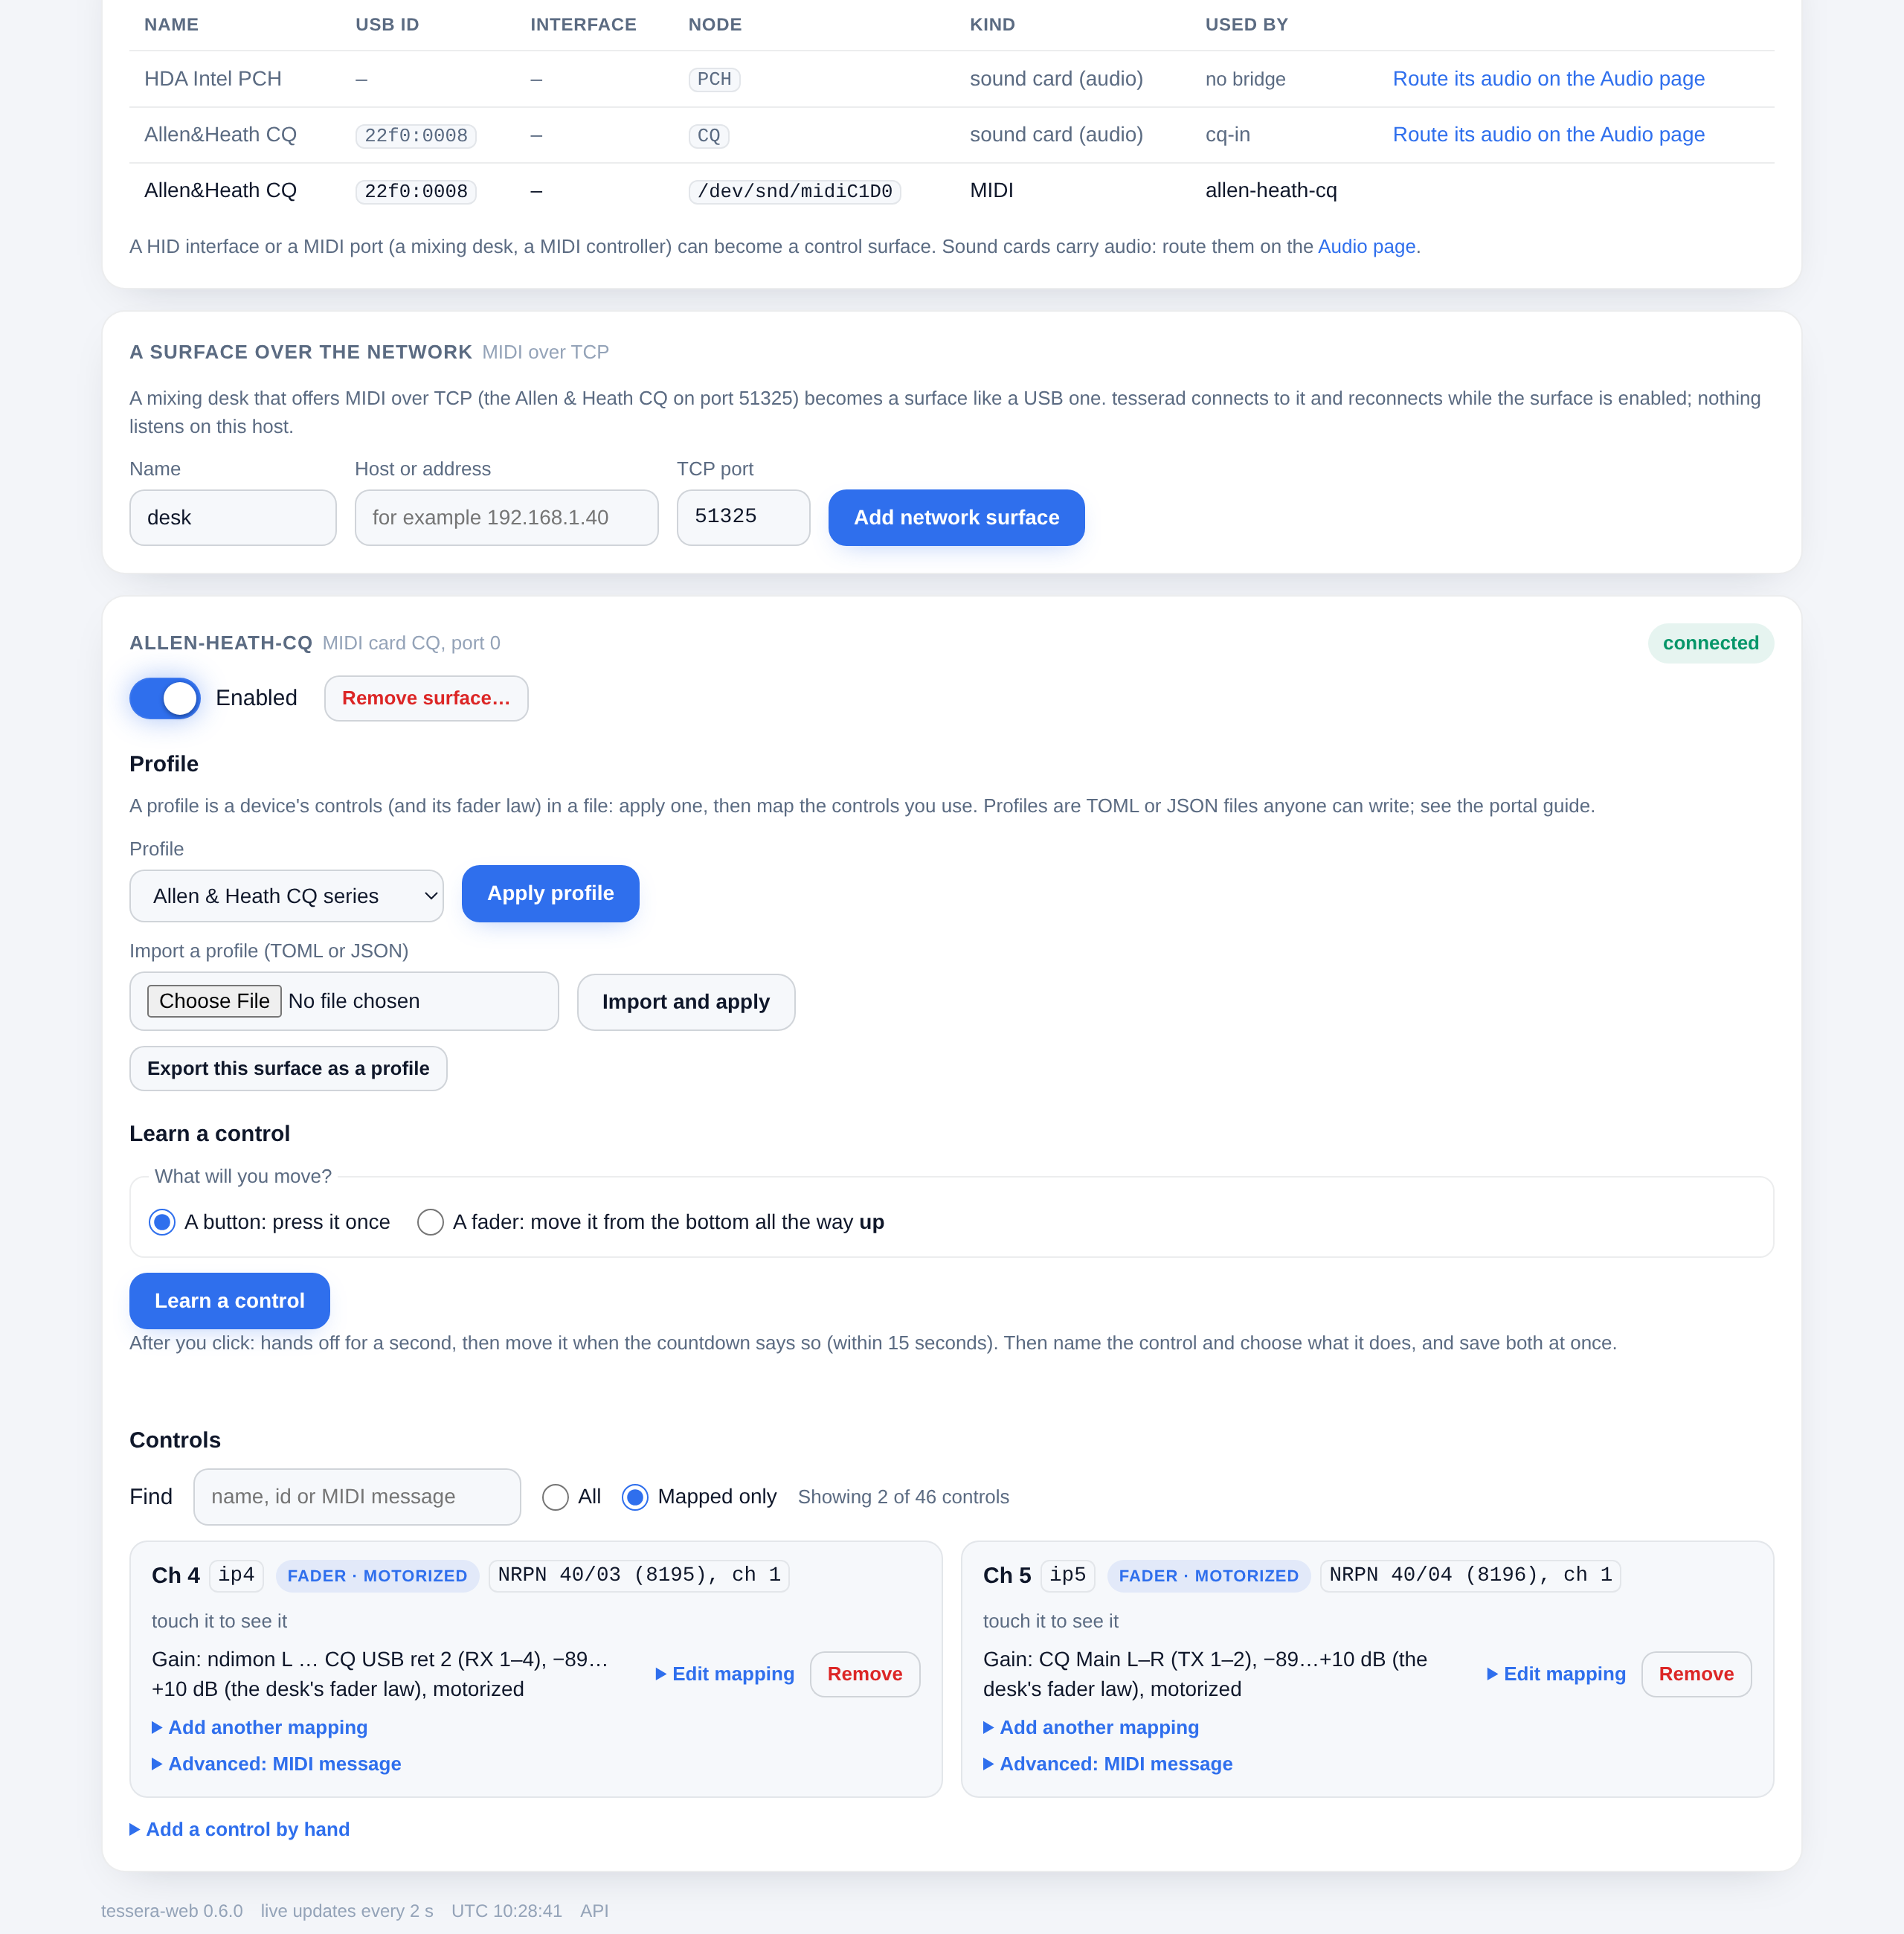 NAME USB ID INTERFACE NODE KIND USED BY
HDA Intel PCH – – PCH sound card (audio) no bridge Route its audio on the Audio page
Allen&Heath CQ 22f0:0008 – CQ sound card (audio) cq-in Route its audio on the Audio page
Allen&Heath CQ 22f0:0008 – /dev/snd/midiC1D0 MIDI allen-heath-cq
A HID interface or a MIDI port (a mixing desk, a MIDI controller) can become a control surface. Sound cards carry audio: route them on the Audio page.
A SURFACE OVER THE NETWORK MIDI over TCP
A mixing desk that offers MIDI over TCP (the Allen & Heath CQ on port 51325) becomes a surface like a USB one. tesserad connects to it and reconnects while the surface is enabled; nothing
listens on this host.
Name Host or address TCP port
desk for example 192.168.1.40 51325 Add network surface
ALLEN-HEATH-CQ MIDI card CQ, port 0 connected
Enabled Remove surface…
Profile
A profile is a device's controls (and its fader law) in a file: apply one, then map the controls you use. Profiles are TOML or JSON files anyone can write; see the portal guide.
Profile
Allen & Heath CQ series Apply profile
Import a profile (TOML or JSON)
Choose File No file chosen Import and apply
Export this surface as a profile
Learn a control
What will you move?
A button: press it once A fader: move it from the bottom all the way up
Learn a control
After you click: hands off for a second, then move it when the countdown says so (within 15 seconds). Then name the control and choose what it does, and save both at once.
Controls
Find name, id or MIDI message All Mapped only Showing 2 of 46 controls
Ch 4 ip4 FADER · MOTORIZED NRPN 40/03 (8195), ch 1
touch it to see it
Gain: ndimon L … CQ USB ret 2 (RX 1–4), −89…
+10 dB (the desk's fader law), motorized
Edit mapping Remove
Add another mapping
Advanced: MIDI message
Ch 5 ip5 FADER · MOTORIZED NRPN 40/04 (8196), ch 1
touch it to see it
Gain: CQ Main L–R (TX 1–2), −89…+10 dB (the
desk's fader law), motorized
Edit mapping Remove
Add another mapping
Advanced: MIDI message
Add a control by hand
tessera-web 0.6.0 live updates every 2 s UTC 10:28:41 API